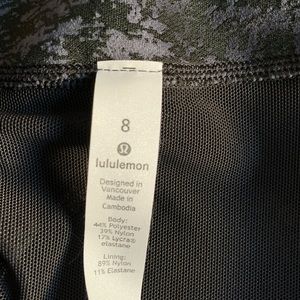 8
lululemon
Designed in
Vancouver
Made in
Cambodia
Body:
44% Polyester
39% Nylon
17% Lycra®
elastane
Lining:
89% Nylon
11% Elastane